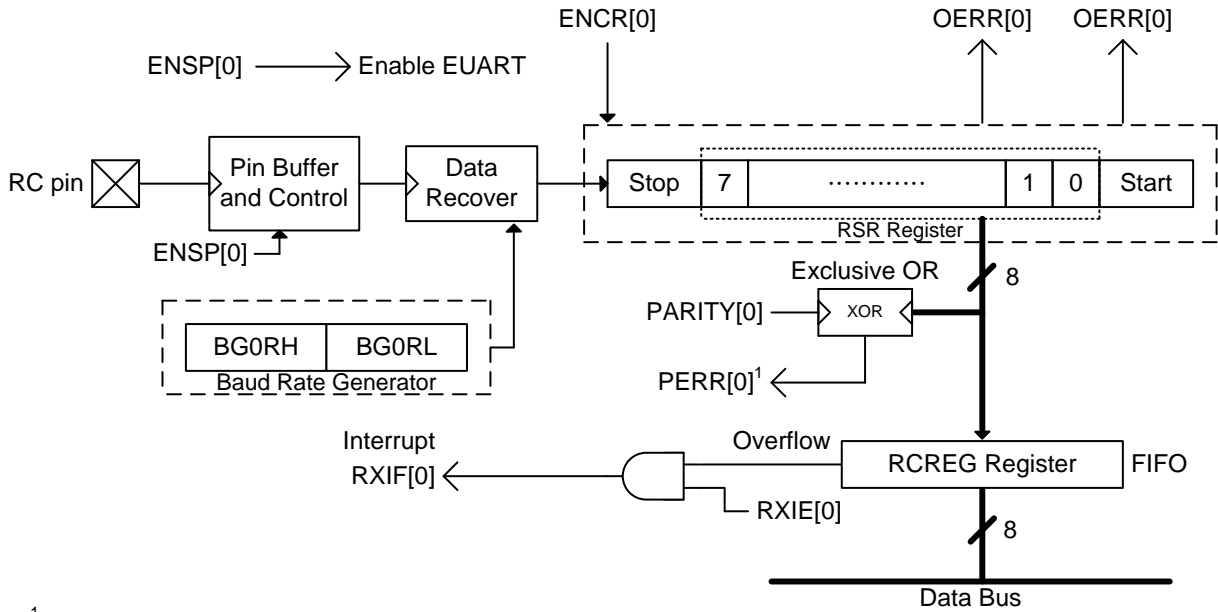 ENCR[0]
OERR[0]
OERR[0]
ENSP[0]
Enable EUART
RC pin
Pin Buffer
and Control
Data
Recover
Stop
7
............
1
0
Start
RSR Register
ENSP[0]
Exclusive OR
8
PARITY[0]
XOR
BG0RH
BG0RL
Baud Rate Generator
PERR[0]¹
Interrupt
RXIF[0]
Overflow
RCREG Register
FIFO
RXIE[0]
8
Data Bus
1